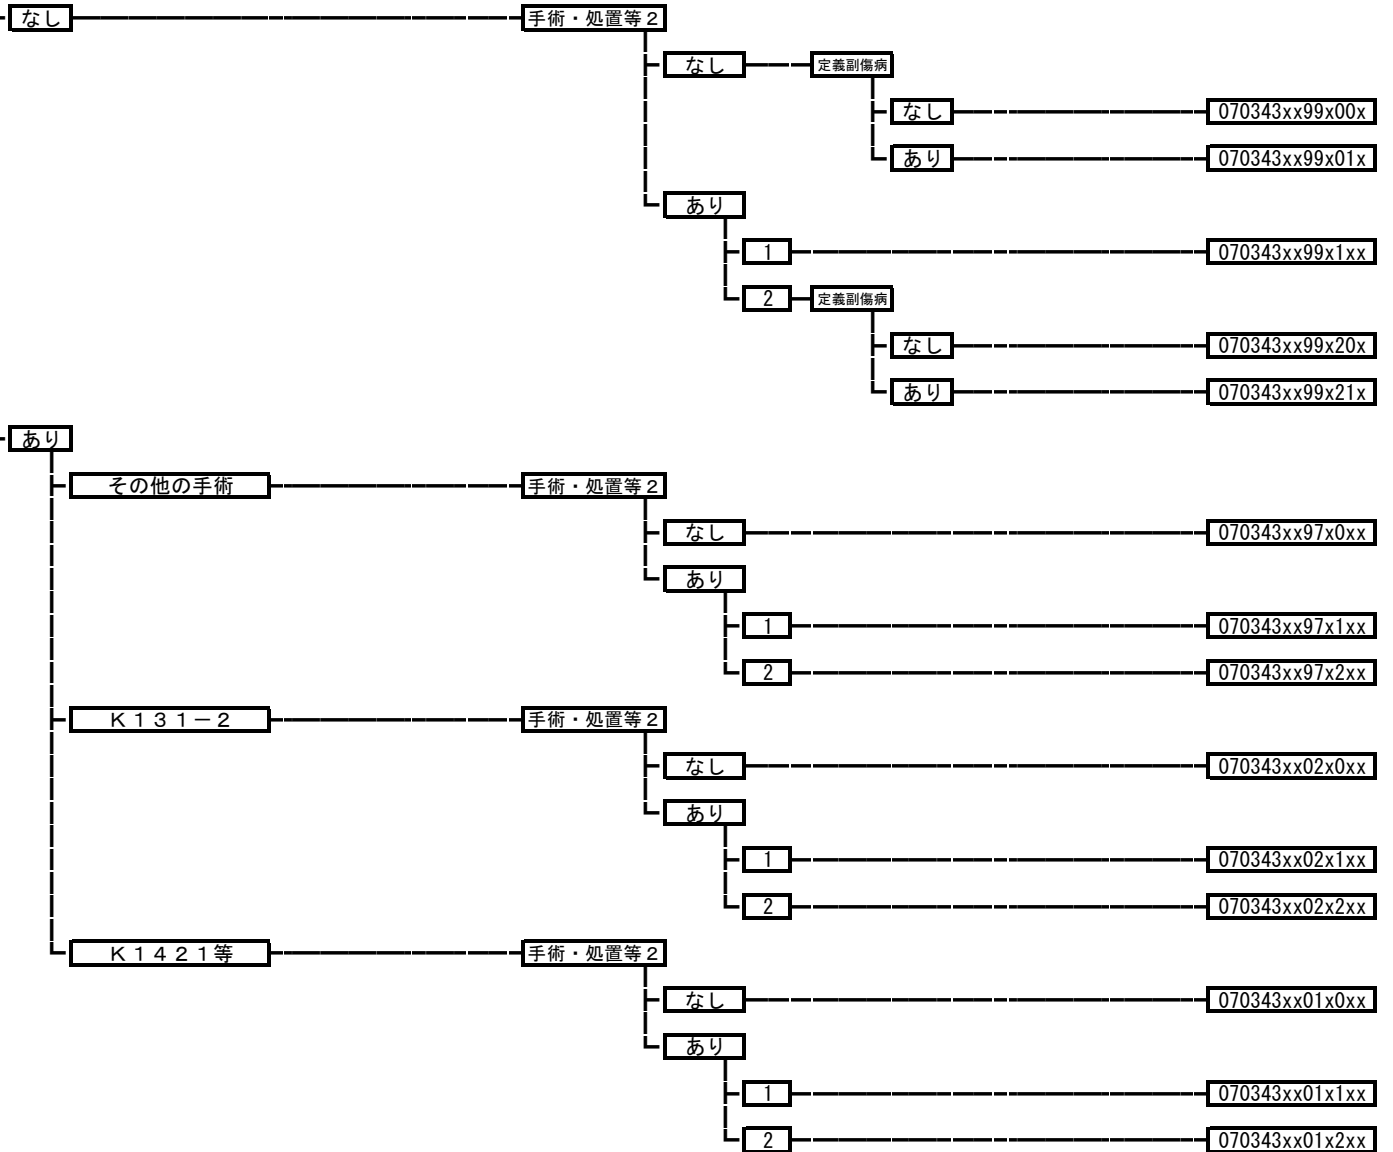 なし 手術・処置等２
なし 定義副傷病
なし 070343xx99x00x
あり 070343xx99x01x
あり
1 070343xx99x1xx
2 定義副傷病
なし 070343xx99x20x
あり 070343xx99x21x
あり
その他の手術 手術・処置等２
なし 070343xx97x0xx
あり
1 070343xx97x1xx
2 070343xx97x2xx
Ｋ１３１－２ 手術・処置等２
なし 070343xx02x0xx
あり
1 070343xx02x1xx
2 070343xx02x2xx
Ｋ１４２１等 手術・処置等２
なし 070343xx01x0xx
あり
1 070343xx01x1xx
2 070343xx01x2xx